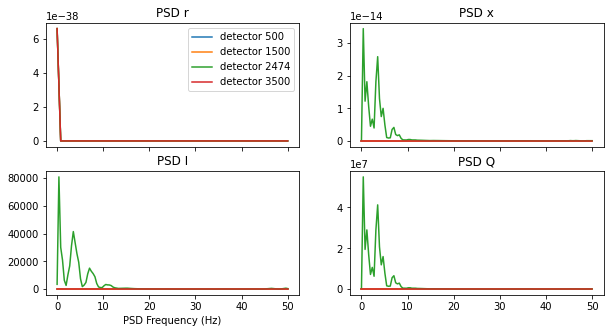 PSD r
1e−38
6
4
2
0
detector 500
detector 1500
detector 2474
detector 3500
PSD x
1e−14
3
2
1
0
PSD I
80000
60000
40000
20000
0
0 10 20 30 40 50
PSD Frequency (Hz)
PSD Q
1e7
4
2
0
0 10 20 30 40 50